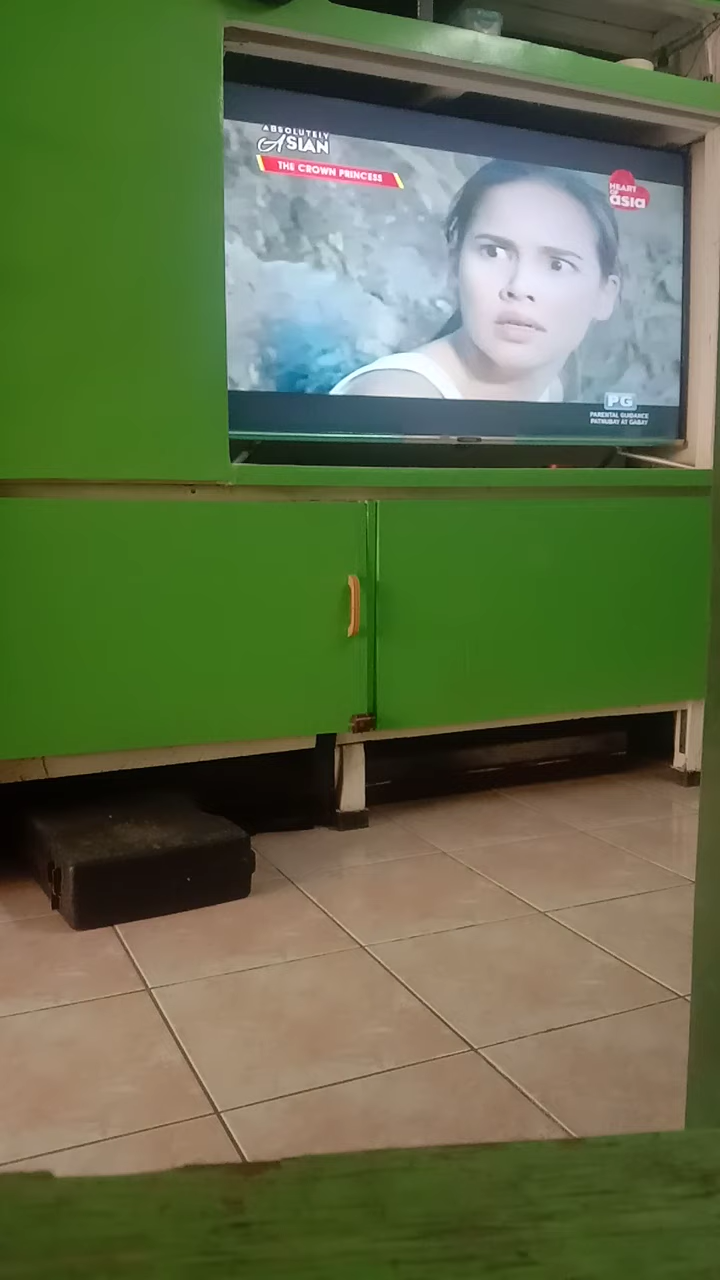 ABSOLUTELY
ASIAN
THE CROWN PRINCESS
HEART
OF
asia
PG
PARENTAL GUIDANCE
PATNUBAY AT GABAY